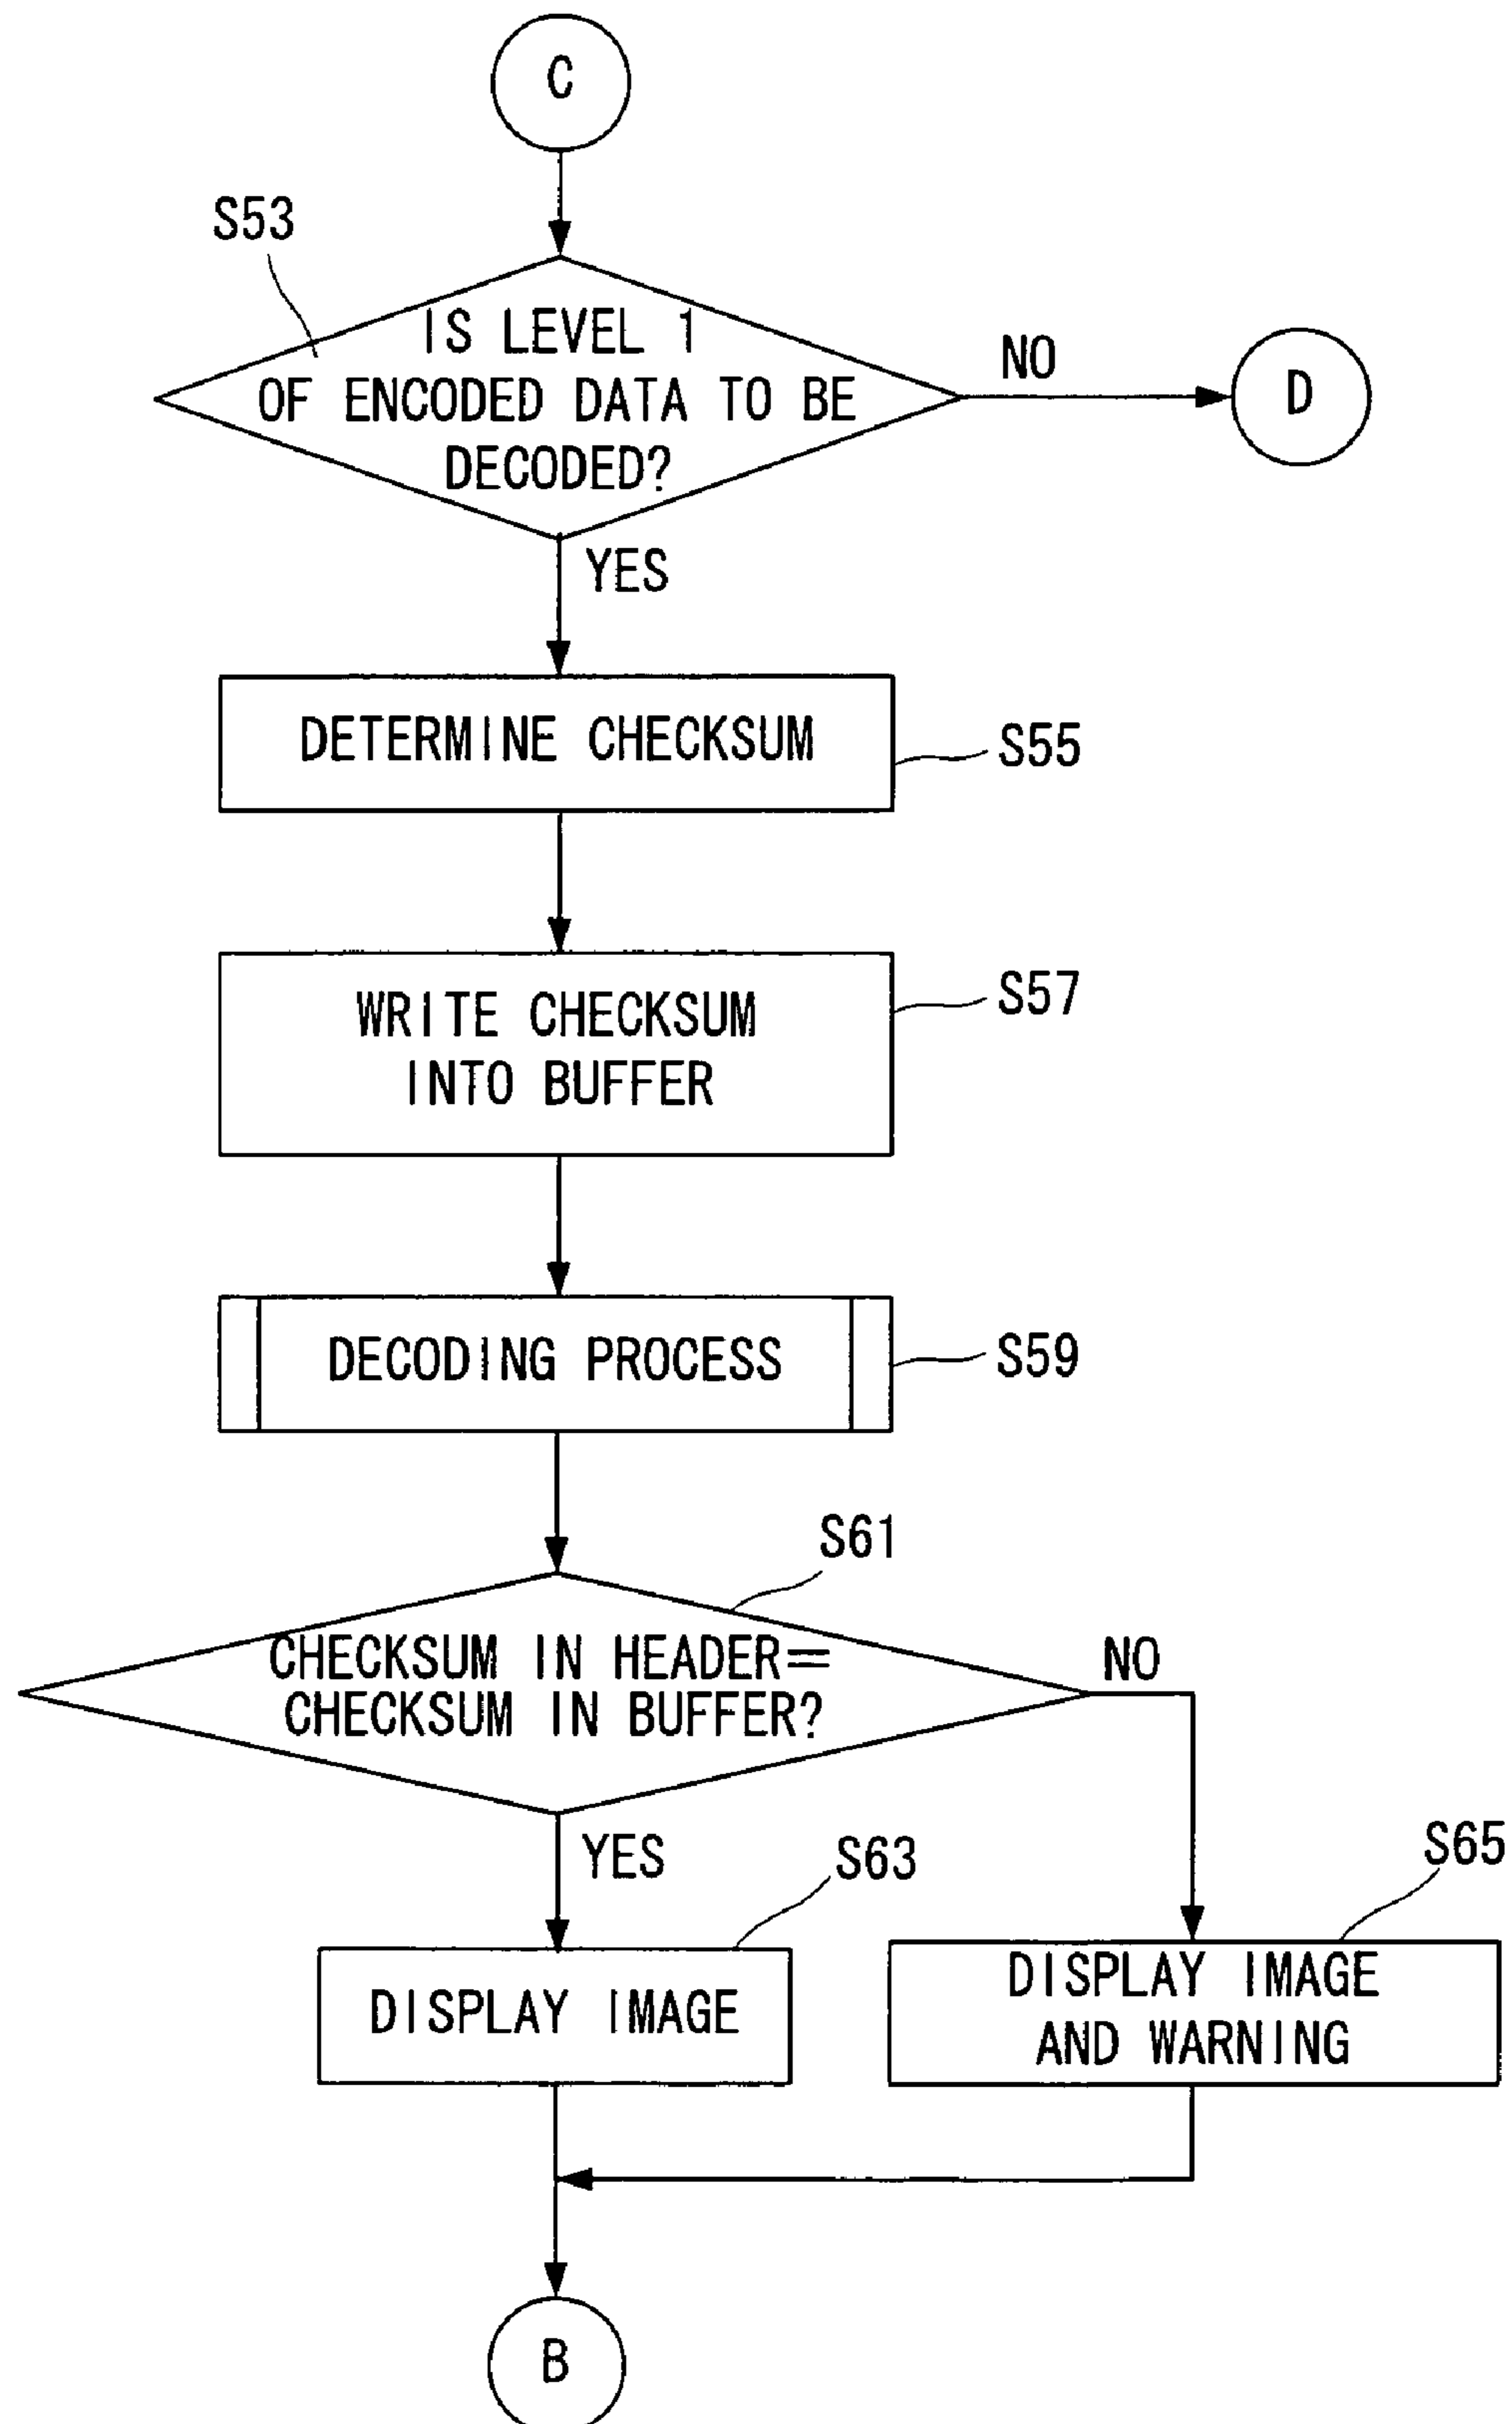 C
S53
IS LEVEL 1
OF ENCODED DATA TO BE
DECODED?
NO
D
YES
DETERMINE CHECKSUM
S55
WRITE CHECKSUM
INTO BUFFER
S57
DECODING PROCESS
S59
S61
CHECKSUM IN HEADER=
CHECKSUM IN BUFFER?
NO
YES
S63
S65
DISPLAY IMAGE
DISPLAY IMAGE
AND WARNING
B